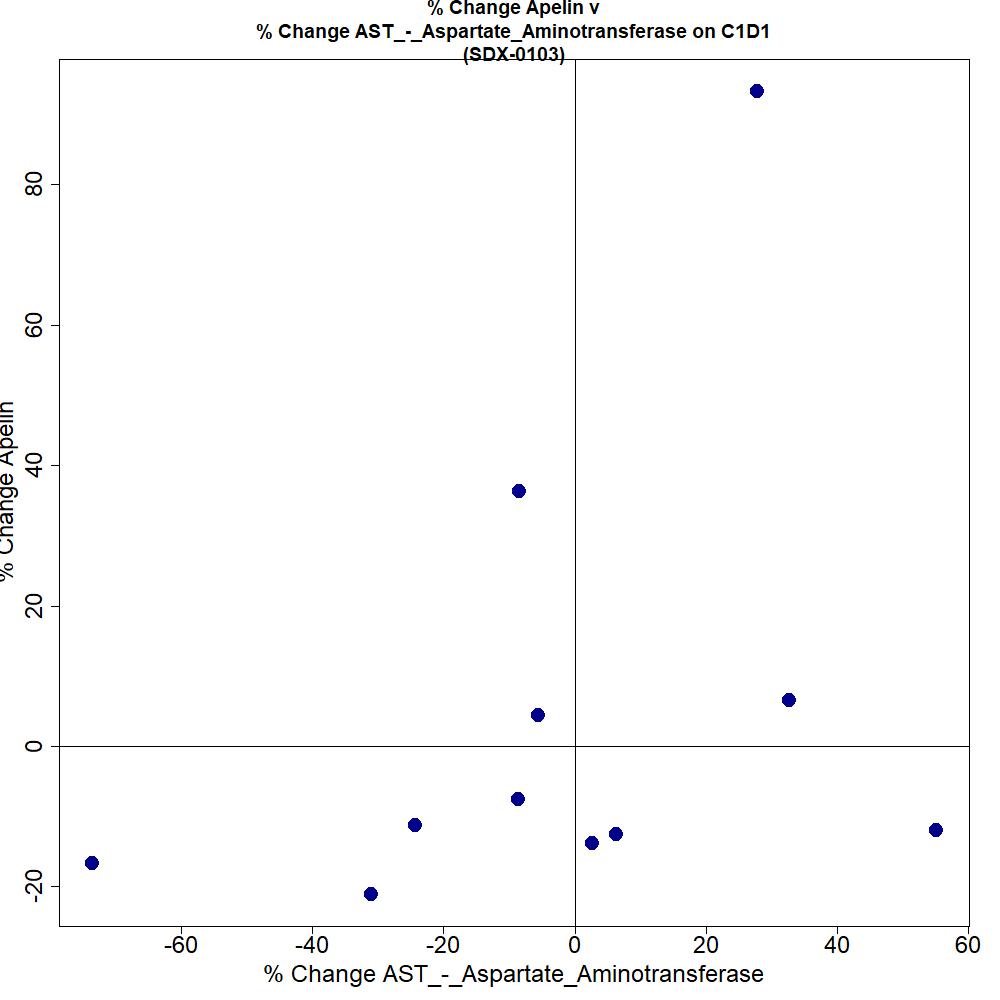 % Change Apelin v
% Change AST_-_Aspartate_Aminotransferase on C1D1
(SDX-0103)
% Change Apelin
80
60
40
20
0
-20
-60 -40 -20 0 20 40 60
% Change AST_-_Aspartate_Aminotransferase